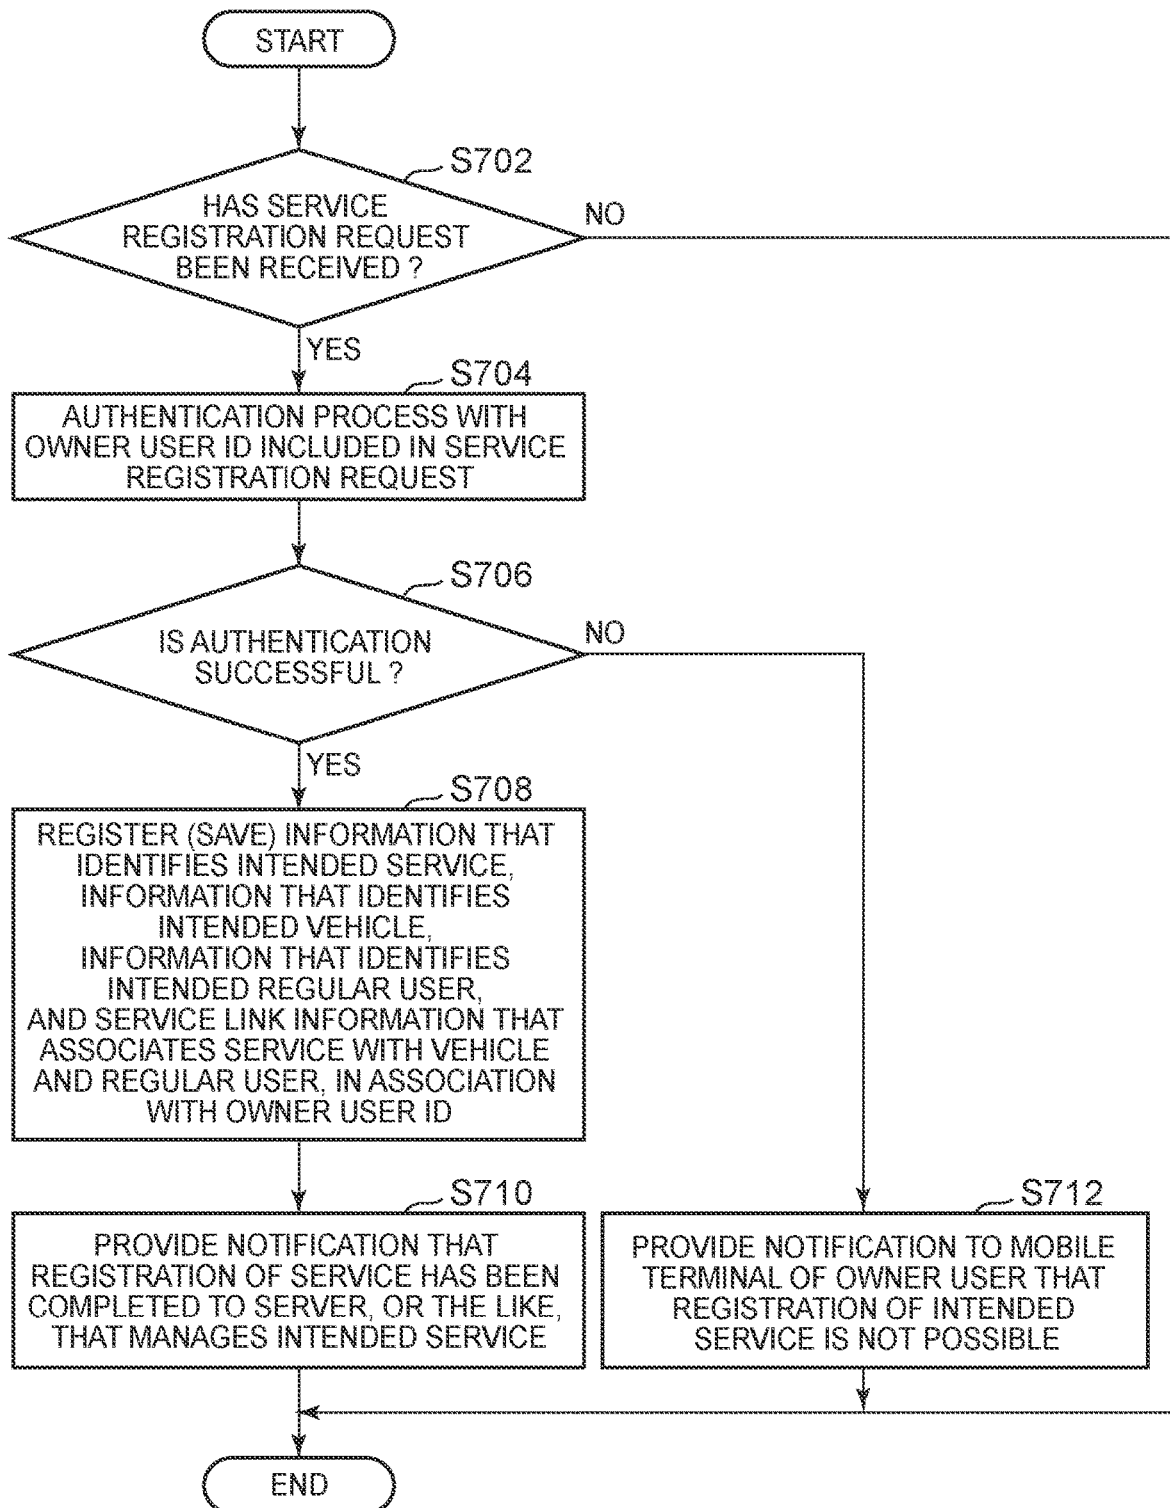 START
S702
HAS SERVICE
REGISTRATION REQUEST
BEEN RECEIVED ?
NO
YES
S704
AUTHENTICATION PROCESS WITH
OWNER USER ID INCLUDED IN SERVICE
REGISTRATION REQUEST
S706
IS AUTHENTICATION
SUCCESSFUL ?
NO
YES
S708
REGISTER (SAVE) INFORMATION THAT
IDENTIFIES INTENDED SERVICE,
INFORMATION THAT IDENTIFIES
INTENDED VEHICLE,
INFORMATION THAT IDENTIFIES
INTENDED REGULAR USER,
AND SERVICE LINK INFORMATION THAT
ASSOCIATES SERVICE WITH VEHICLE
AND REGULAR USER, IN ASSOCIATION
WITH OWNER USER ID
S710
PROVIDE NOTIFICATION THAT
REGISTRATION OF SERVICE HAS BEEN
COMPLETED TO SERVER, OR THE LIKE,
THAT MANAGES INTENDED SERVICE
S712
PROVIDE NOTIFICATION TO MOBILE
TERMINAL OF OWNER USER THAT
REGISTRATION OF INTENDED
SERVICE IS NOT POSSIBLE
END